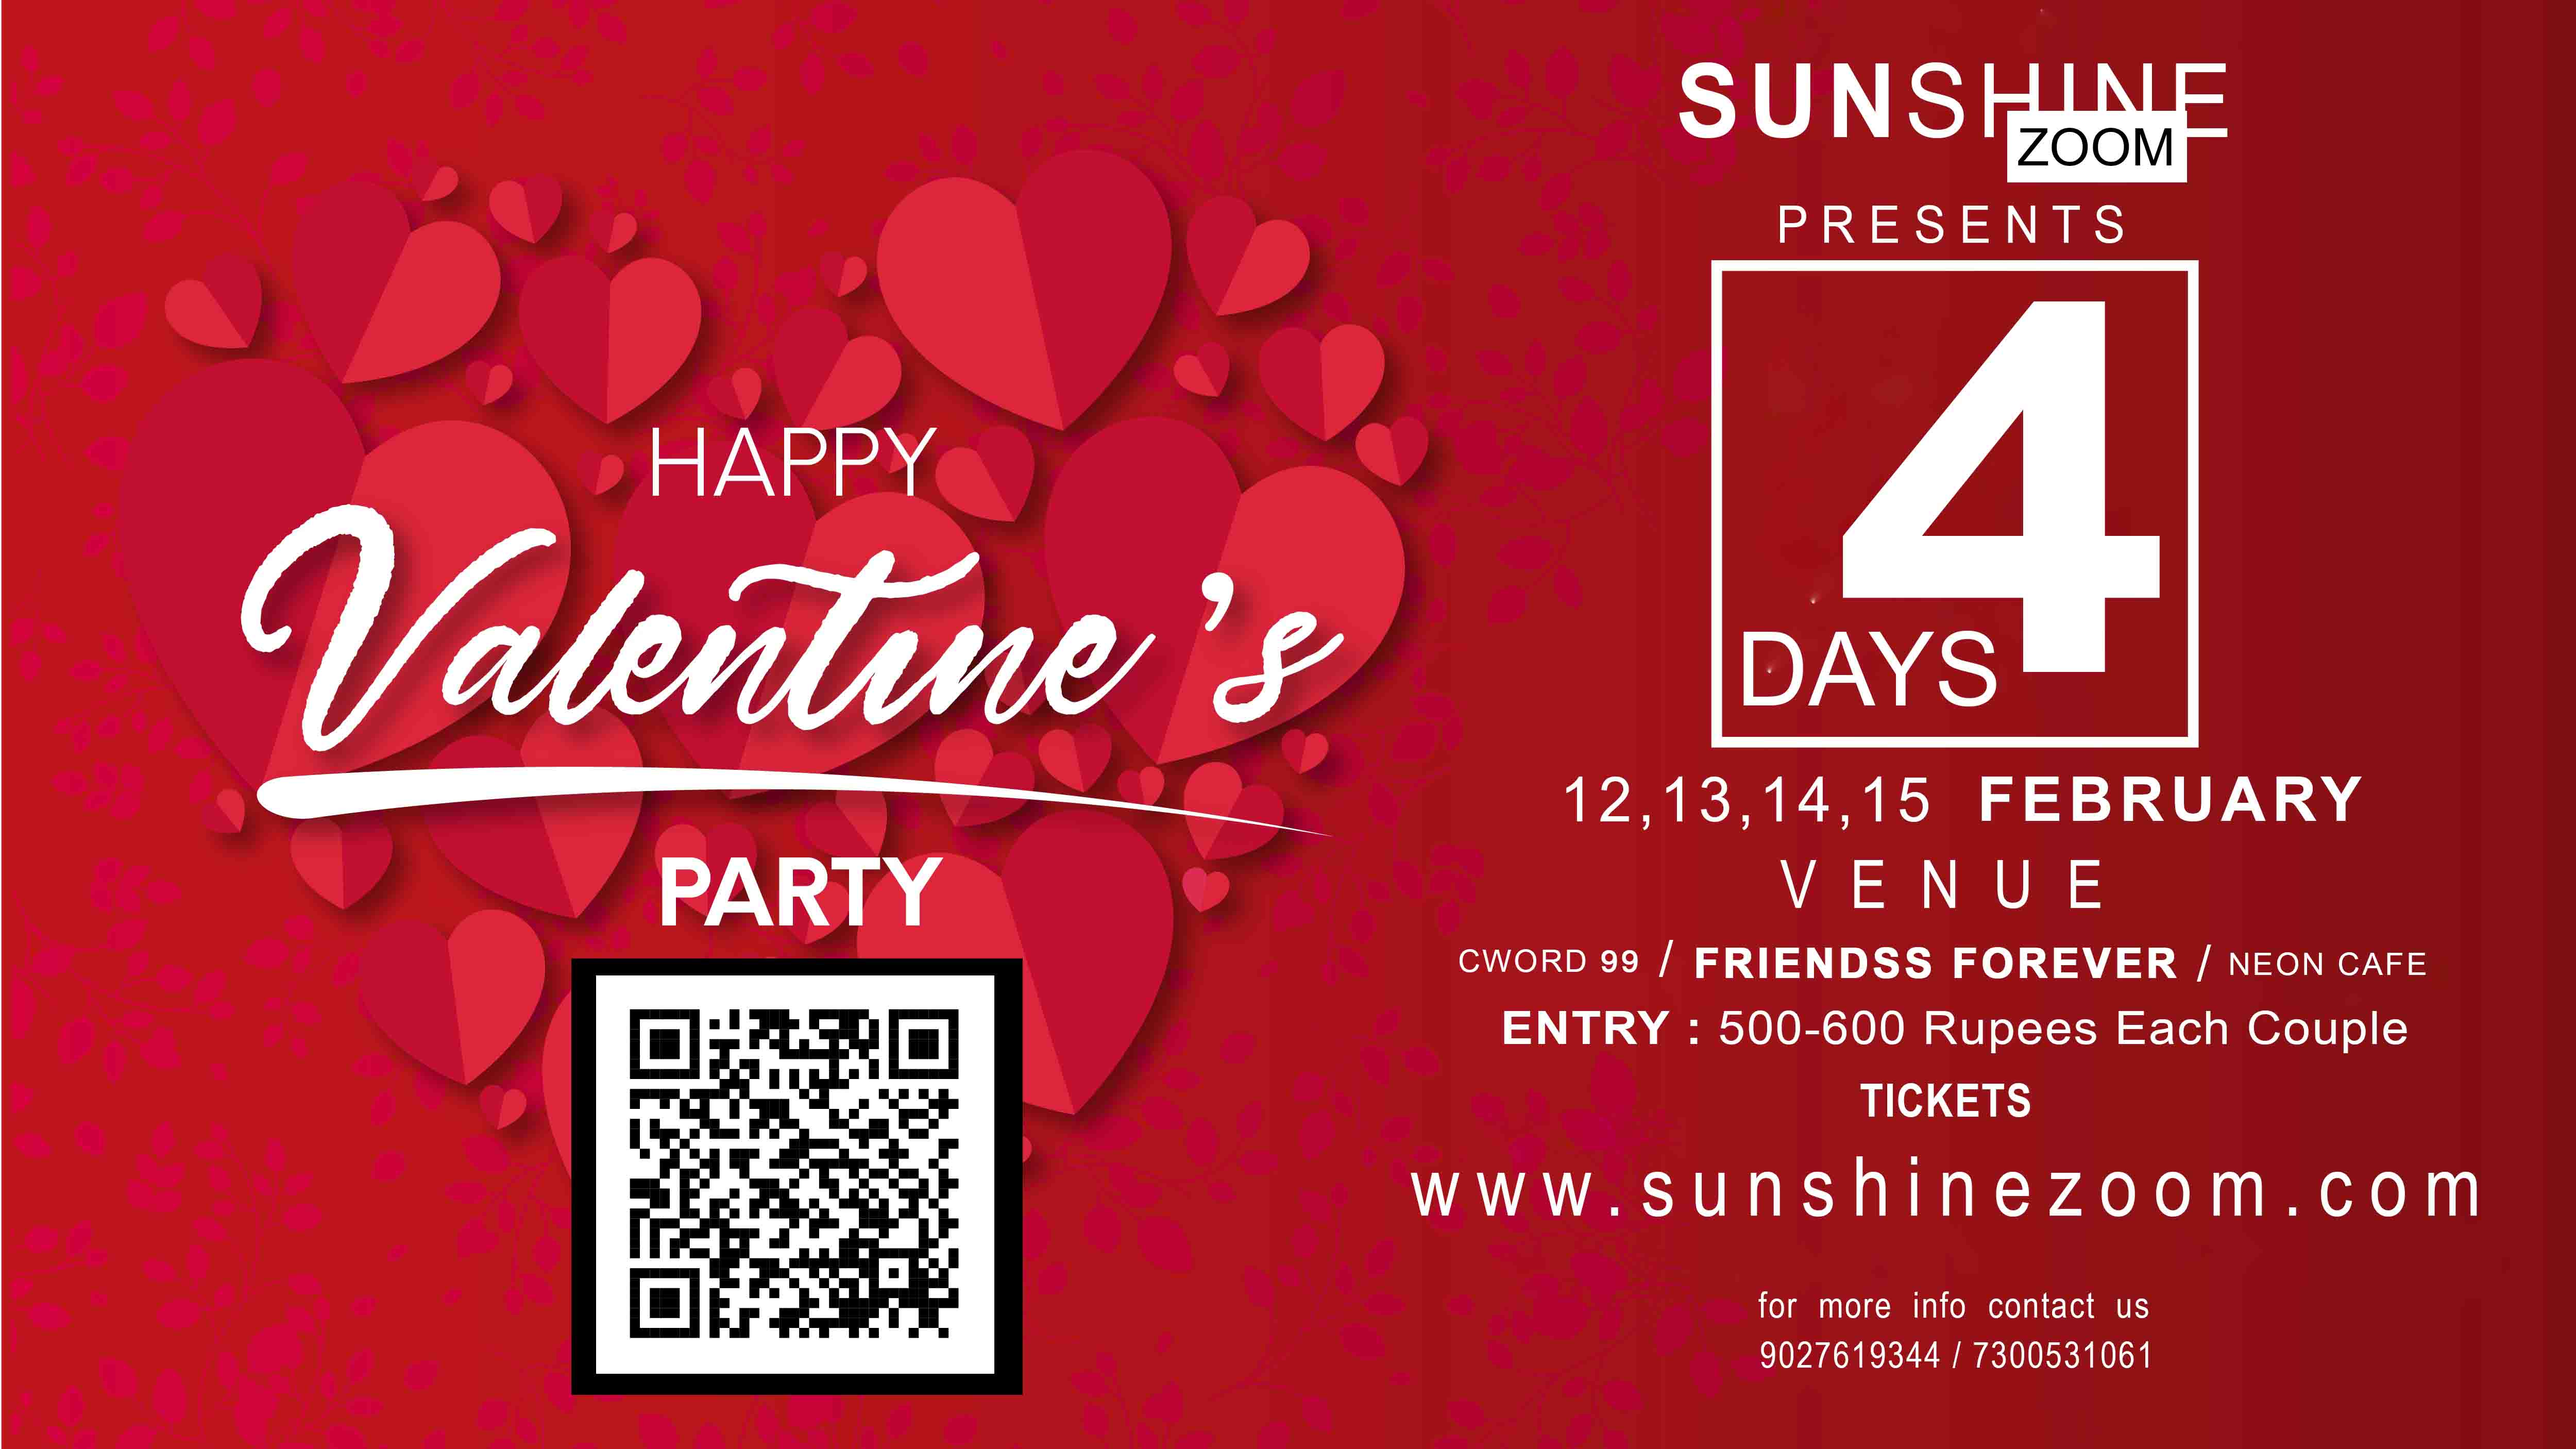 HAPPY
Valentine's
PARTY
SUNSHINE
ZOOM
PRESENTS
4
DAYS
12,13,14,15 FEBRUARY
VENUE
CWORD 99 / FRIENDSS FOREVER / NEON CAFE
ENTRY : 500-600 Rupees Each Couple
TICKETS
www.sunshinezoom.com
for more info contact us
9027619344 / 7300531061